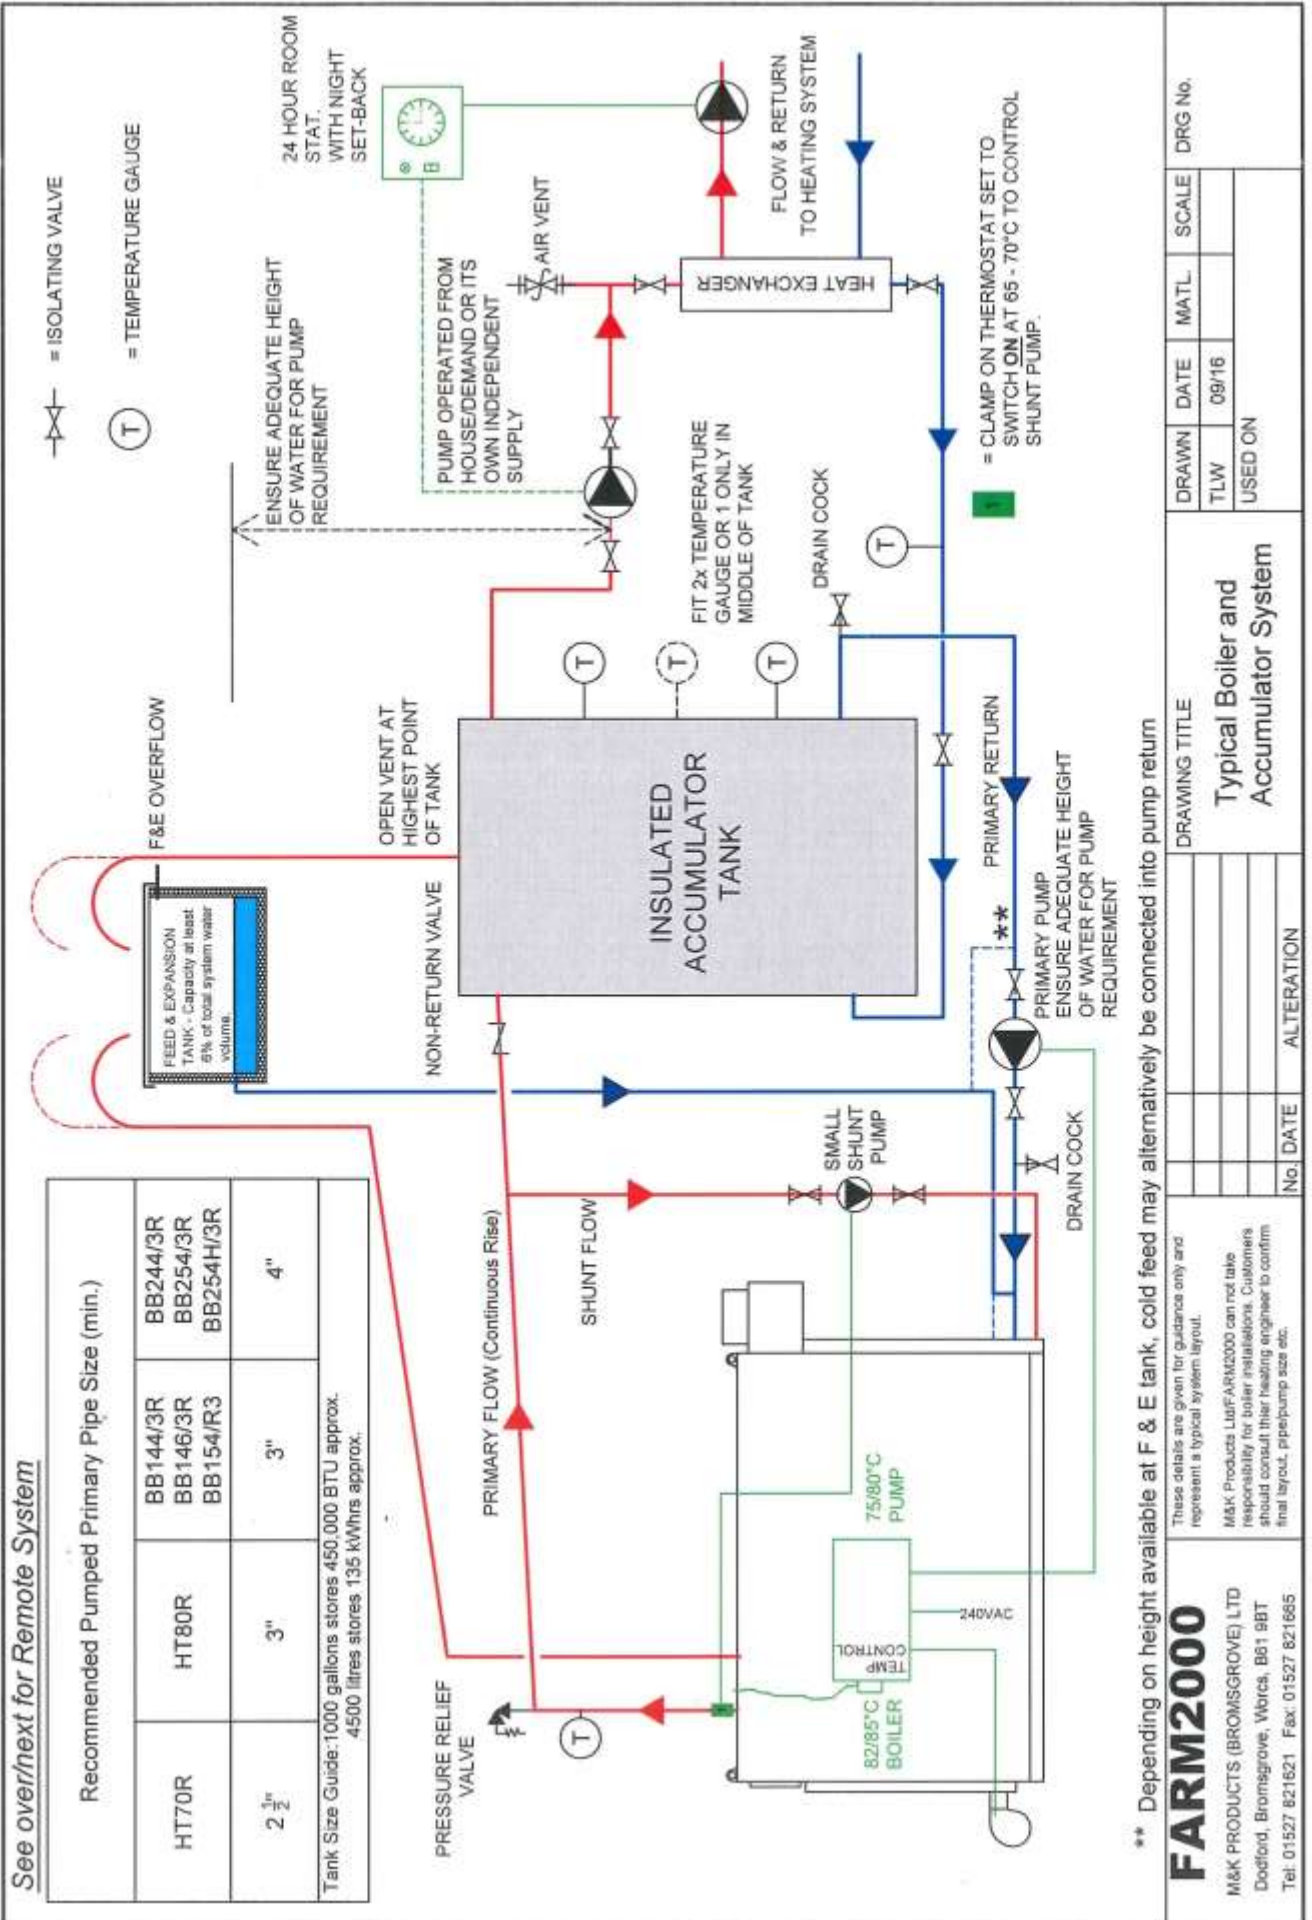 See over/next for Remote System
Recommended Pumped Primary Pipe Size (min.)
HT70R
HT80R
BB144/3R
BB146/3R
BB154/R3
BB244/3R
BB254/3R
BB254H/3R
2 1/2"
3"
3"
4"
Tank Size Guide:1000 gallons stores 450,000 BTU approx.
4500 litres stores 135 kWhrs approx.
= ISOLATING VALVE
T
= TEMPERATURE GAUGE
F&E OVERFLOW
FEED & EXPANSION
TANK - Capacity at least
6% of total system water
volume.
ENSURE ADEQUATE HEIGHT
OF WATER FOR PUMP
REQUIREMENT
24 HOUR ROOM
STAT.
WITH NIGHT
SET-BACK
OPEN VENT AT
HIGHEST POINT
OF TANK
NON-RETURN VALVE
PUMP OPERATED FROM
HOUSE/DEMAND OR ITS
OWN INDEPENDENT
SUPPLY
AIR VENT
PRESSURE RELIEF
VALVE
T
PRIMARY FLOW (Continuous Rise)
SHUNT FLOW
INSULATED
ACCUMULATOR
TANK
T
T
T
FIT 2x TEMPERATURE
GAUGE OR 1 ONLY IN
MIDDLE OF TANK
HEAT EXCHANGER
FLOW & RETURN
TO HEATING SYSTEM
DRAIN COCK
T
SMALL
SHUNT
PUMP
1
82/85°C
BOILER
TEMP
CONTROL
75/80°C
PUMP
240VAC
PRIMARY RETURN
**
PRIMARY PUMP
ENSURE ADEQUATE HEIGHT
OF WATER FOR PUMP
REQUIREMENT
DRAIN COCK
1
= CLAMP ON THERMOSTAT SET TO
SWITCH ON AT 65 - 70°C TO CONTROL
SHUNT PUMP.
** Depending on height available at F & E tank, cold feed may alternatively be connected into pump return
FARM2000
M&K PRODUCTS (BROMSGROVE) LTD
Dodford, Bromsgrove, Worcs, B61 9BT
Tel: 01527 821621 Fax: 01527 821665
These details are given for guidance only and
represent a typical system layout.
M&K Products Ltd/FARM2000 can not take
responsibility for boiler installations. Customers
should consult thier heating engineer to confirm
final layout, pipe/pump size etc.
No. DATE ALTERATION
DRAWING TITLE
Typical Boiler and
Accumulator System
DRAWN DATE MATL. SCALE DRG No.
TLW 09/16
USED ON